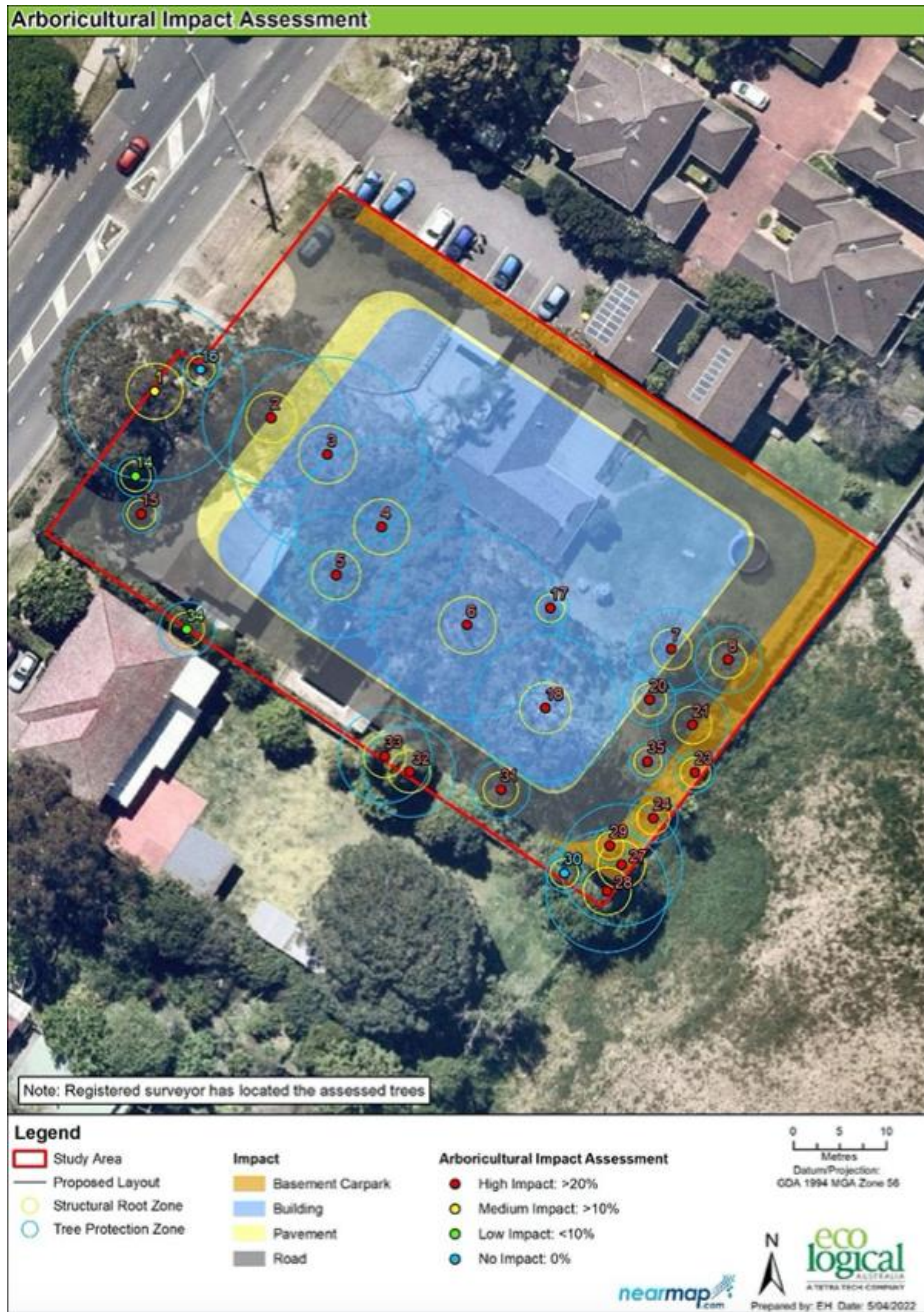 Arboricultural Impact Assessment
16
1
2
3
14
15
4
5
17
34
6
7
9
18
20
21
33
32
35
23
31
24
29
27
30
28
Note: Registered surveyor has located the assessed trees
Legend
Study Area
Proposed Layout
Structural Root Zone
Tree Protection Zone
Impact
Basement Carpark
Building
Pavement
Road
Arboricultural Impact Assessment
High Impact: >20%
Medium Impact: >10%
Low Impact: <10%
No Impact: 0%
0 5 10
Metres
Datum/Projection:
GDA 1994 MGA Zone 56
N
eco
logical
AUSTRALIA
A TETRA TECH COMPANY
nearmap
.com
Prepared by: EH Date: 5/04/2022